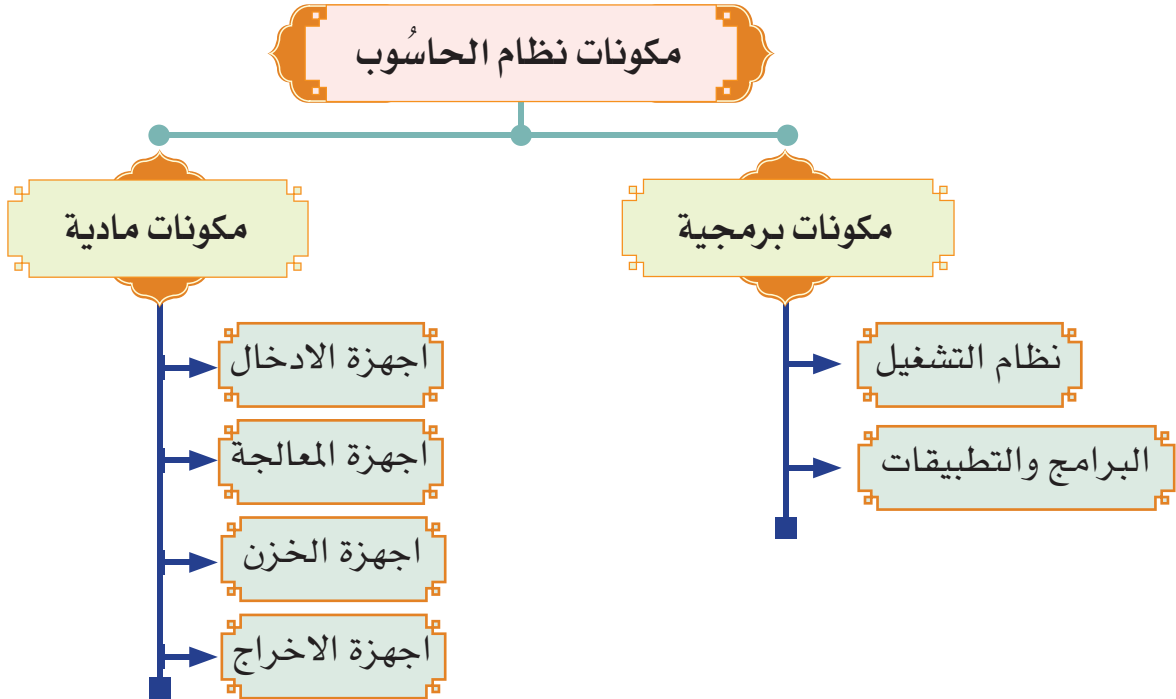 مكونات نظام الحاسُوب
مكونات برمجية
نظام التشغيل
البرامج والتطبيقات
مكونات مادية
اجهزة الادخال
اجهزة المعالجة
اجهزة الخزن
اجهزة الاخراج